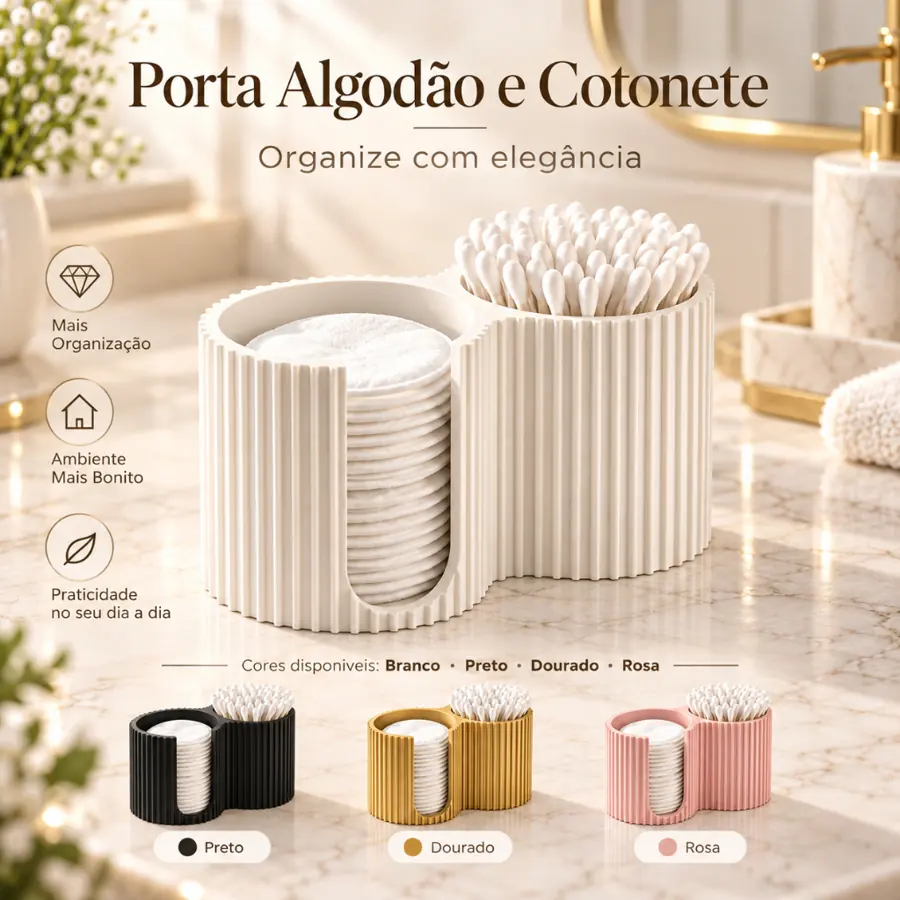 Porta Algodão e Cotonete
Organize com elegância
Mais
Organização
Ambiente
Mais Bonito
Praticidade
no seu dia a dia
Cores disponiveis: Branco • Preto • Dourado • Rosa
Preto
Dourado
Rosa